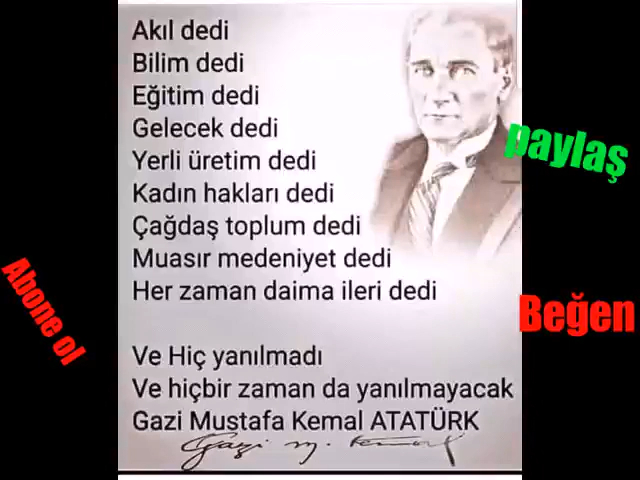 Akıl dedi
Bilim dedi
Eğitim dedi
Gelecek dedi
Yerli üretim dedi
Kadın hakları dedi
Çağdaş toplum dedi
Muasır medeniyet dedi
Her zaman daima ileri dedi
Ve Hiç yanılmadı
Ve hiçbir zaman da yanılmayacak
Gazi Mustafa Kemal ATATÜRK
Gazi M. Kemal
paylaş
Beğen
Abone ol